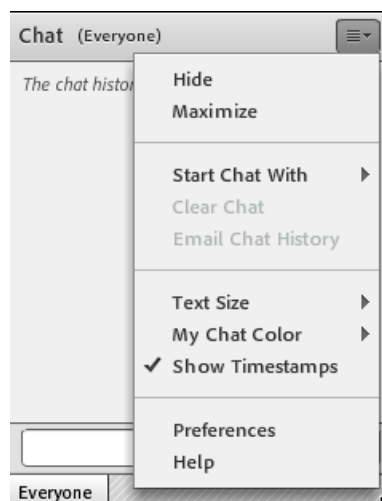 Chat (Everyone)
The chat histor
Hide
Maximize
Start Chat With
Clear Chat
Email Chat History
Text Size
My Chat Color
Show Timestamps
Preferences
Help
Everyone